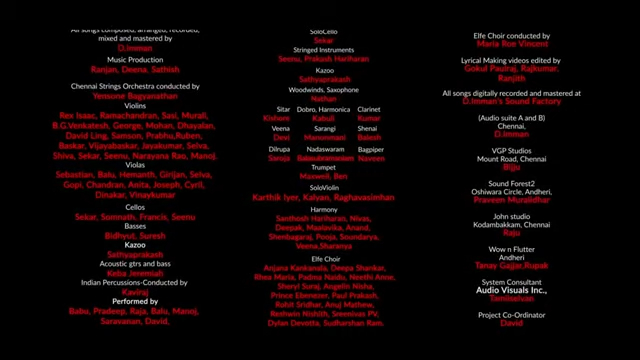 All songs composed, arranged, recorded,
mixed and mastered by
D.Imman
Music Production
Ranjan, Deena, Sathish
Chennai Strings Orchestra conducted by
Yensone Bagyanathan
Violins
Rex Isaac, Ramachandran, Sasi, Murali,
B.G.Venkatesh, George, Mohan, Dhayalan,
David Ling, Samson, Prabhu,Ruben,
Baskar, Vijayabaskar, Jayakumar, Selva,
Shiva, Sekar, Seenu, Narayana Rao, Manoj.
Violas
Sebastian, Balu, Hemanth, Girijan, Selva,
Gopi, Chandran, Anita, Joseph, Cyril,
Dinakar, Vinaykumar
Cellos
Sekar, Somnath, Francis, Seenu
Basses
Bidhyut, Suresh
Kazoo
Sathyaprakash
Acoustic gtrs and bass
Keba Jeremiah
Indian Percussions-Conducted by
Kaviraj
Performed by
Babu, Pradeep, Raja, Balu, Manoj,
Saravanan, David,
SoloCello
Sekar
Stringed Instruments
Seenu, Prakash Hariharan
Kazoo
Sathyaprakash
Woodwinds, Saxophone
Nathan
Sitar Dobro, Harmonica Clarinet
Kishore Kabuli Kumar
Veena Sarangi Shenai
Devi Manonmani Balesh
Dilrupa Nadaswaram Bagpiper
Saroja Balasubramaniam Naveen
Trumpet
Maxwell, Ben
SoloViolin
Karthik Iyer, Kalyan, Raghavasimhan
Harmony
Santhosh Hariharan, Nivas,
Deepak, Maalavika, Anand,
Shenbagaraj, Pooja, Soundarya,
Veena,Sharanya
Elfe Choir
Anjana Kankanala, Deepa Shankar,
Rhea Maria, Padma Naidu, Neethi Anne,
Sheryl Suraj, Angelin Nisha,
Prince Ebenezer, Paul Prakash,
Rohit Sridhar, Anuj Mathew,
Reshwin Nishith, Sreenivas PV,
Dylan Devotta, Sudharshan Ram.
Elfe Choir conducted by
Maria Roe Vincent
Lyrical Making videos edited by
Gokul Paulraj, Rajkumar,
Ranjith
All songs digitally recorded and mastered at
D.Imman's Sound Factory
(Audio suite A and B)
Chennai,
D.Imman
VGP Studios
Mount Road, Chennai
Bijju
Sound Forest2
Oshiwara Circle, Andheri,
Praveen Muralidhar
John studio
Kodambakkam, Chennai
Raju
Wow n Flutter
Andheri
Tanay Gajjar,Rupak
System Consultant
Audio Visuals Inc.,
Tamilselvan
Project Co-Ordinator
David